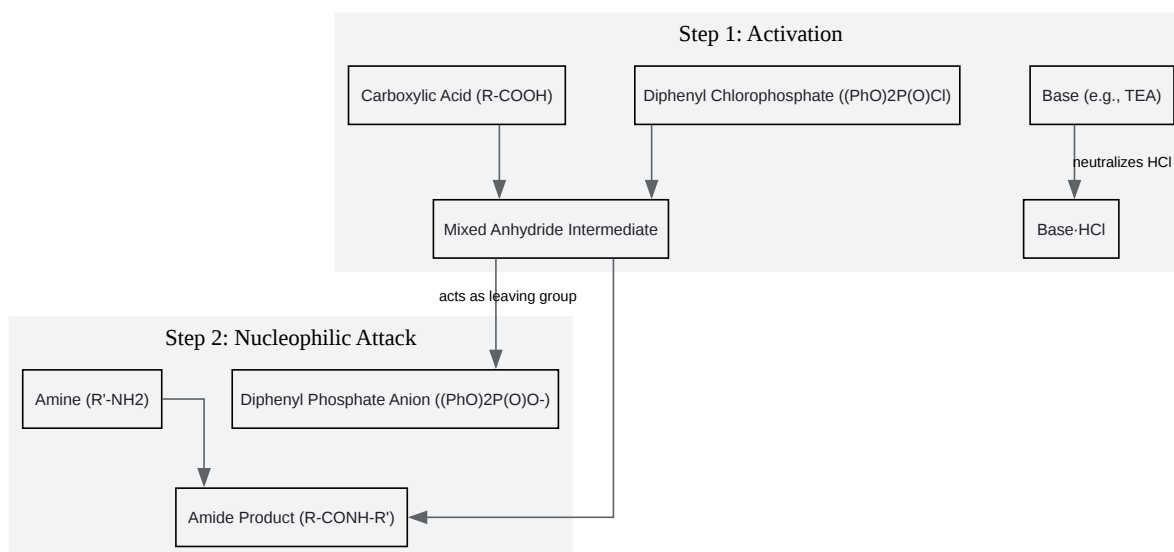 Step 1: Activation
Carboxylic Acid (R-COOH)
Diphenyl Chlorophosphate ((PhO)2P(O)Cl)
Base (e.g., TEA)
neutralizes HCl
Mixed Anhydride Intermediate
Base·HCl
acts as leaving group
Step 2: Nucleophilic Attack
Amine (R'-NH2)
Diphenyl Phosphate Anion ((PhO)2P(O)O-)
Amide Product (R-CONH-R')